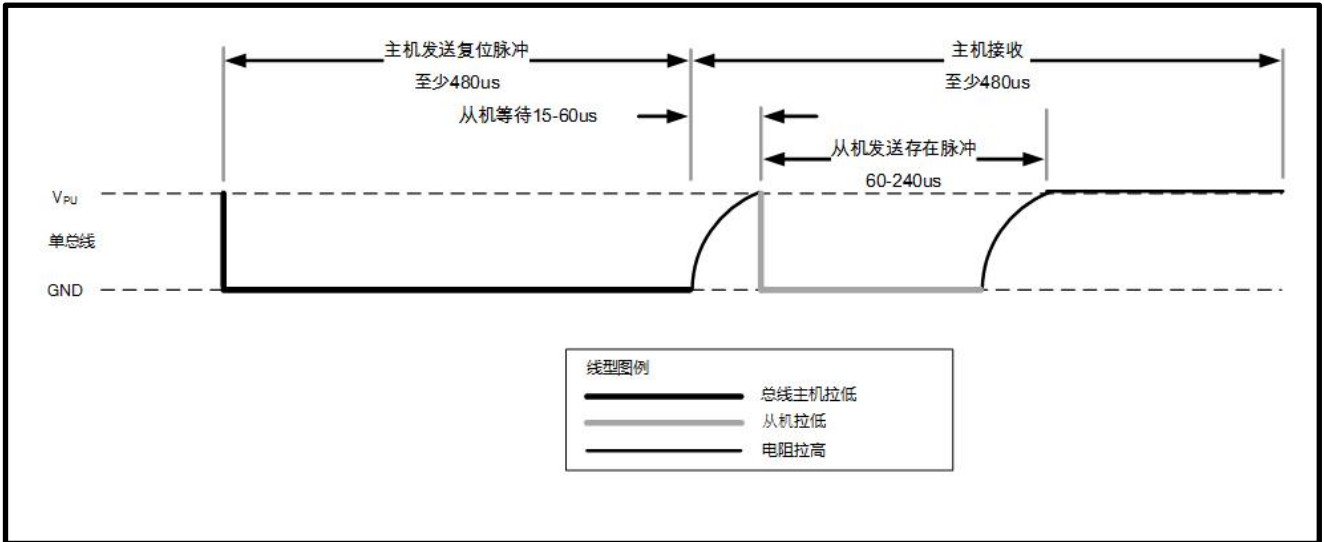 主机发送复位脉冲
至少480us
主机接收
至少480us
从机等待15-60us
从机发送存在脉冲
60-240us
VPU
单总线
GND
线型图例
总线主机拉低
从机拉低
电阻拉高